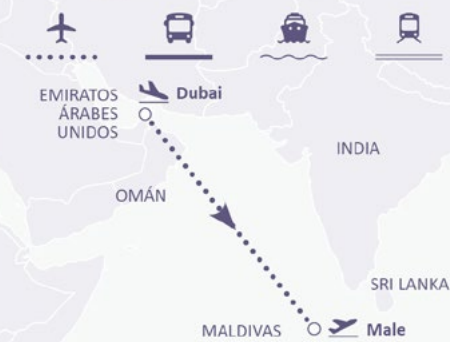 EMIRATOS
ÁRABES
UNIDOS
Dubai
INDIA
OMÁN
SRI LANKA
MALDIVAS
Male